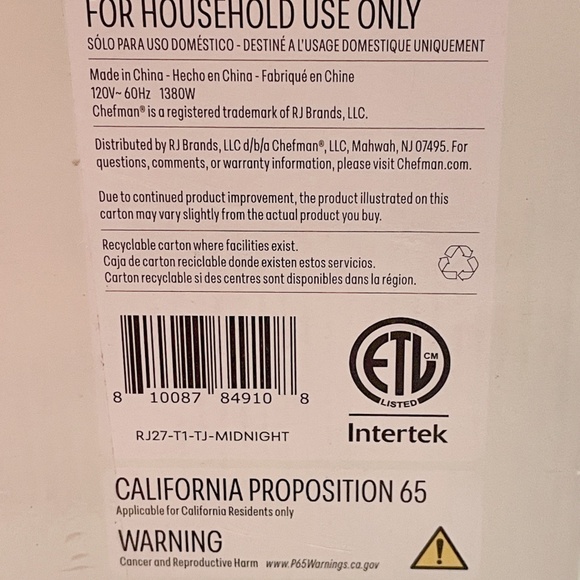 FOR HOUSEHOLD USE ONLY
SÓLO PARA USO DOMÉSTICO - DESTINÉ A L'USAGE DOMESTIQUE UNIQUEMENT
Made in China - Hecho en China - Fabriqué en Chine
120V~ 60Hz 1380W
Chefman® is a registered trademark of RJ Brands, LLC.
Distributed by RJ Brands, LLC d/b/a Chefman®, LLC, Mahwah, NJ 07495. For
questions, comments, or warranty information, please visit Chefman.com.
Due to continued product improvement, the product illustrated on this
carton may vary slightly from the actual product you buy.
Recyclable carton where facilities exist.
Caja de carton reciclable donde existen estos servicios.
Carton recyclable si des centres sont disponibles dans la région.
8 10087 84910 8
RJ27-T1-TJ-MIDNIGHT
ETL CM
LISTED
Intertek
CALIFORNIA PROPOSITION 65
Applicable for California Residents only
WARNING
Cancer and Reproductive Harm www.P65Warnings.ca.gov
!